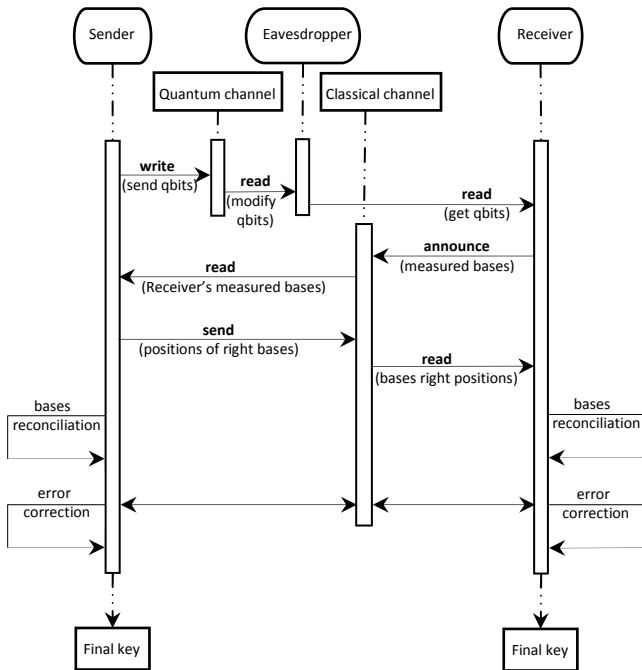 Sender
Eavesdropper
Receiver
Quantum channel
Classical channel
write
(send qbits)
read
(modify
qbits)
read
(get qbits)
announce
(measured bases)
read
(Receiver's measured bases)
send
(positions of right bases)
read
(bases right positions)
bases
reconciliation
bases
reconciliation
error
correction
error
correction
Final key
Final key